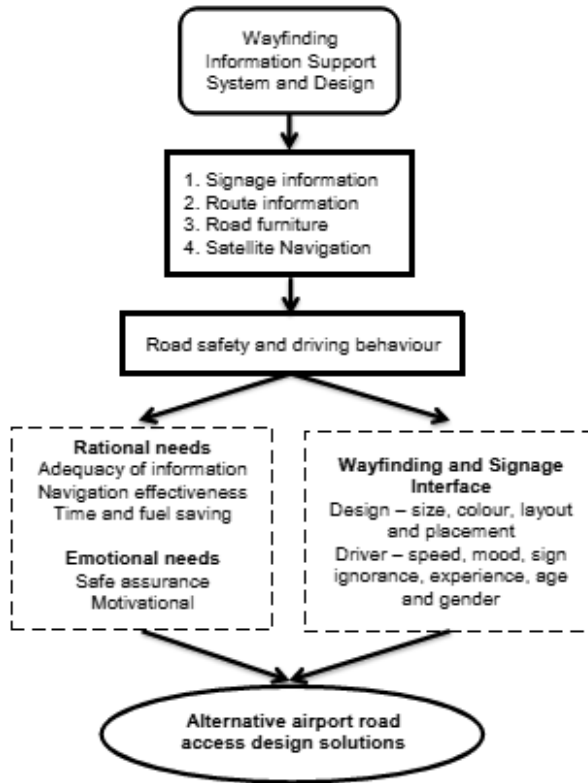 Wayfinding
Information Support
System and Design
1. Signage information
2. Route information
3. Road furniture
4. Satellite Navigation
Road safety and driving behaviour
Rational needs
Adequacy of information
Navigation effectiveness
Time and fuel saving
Emotional needs
Safe assurance
Motivational
Wayfinding and Signage
Interface
Design – size, colour, layout
and placement
Driver – speed, mood, sign
ignorance, experience, age
and gender
Alternative airport road
access design solutions